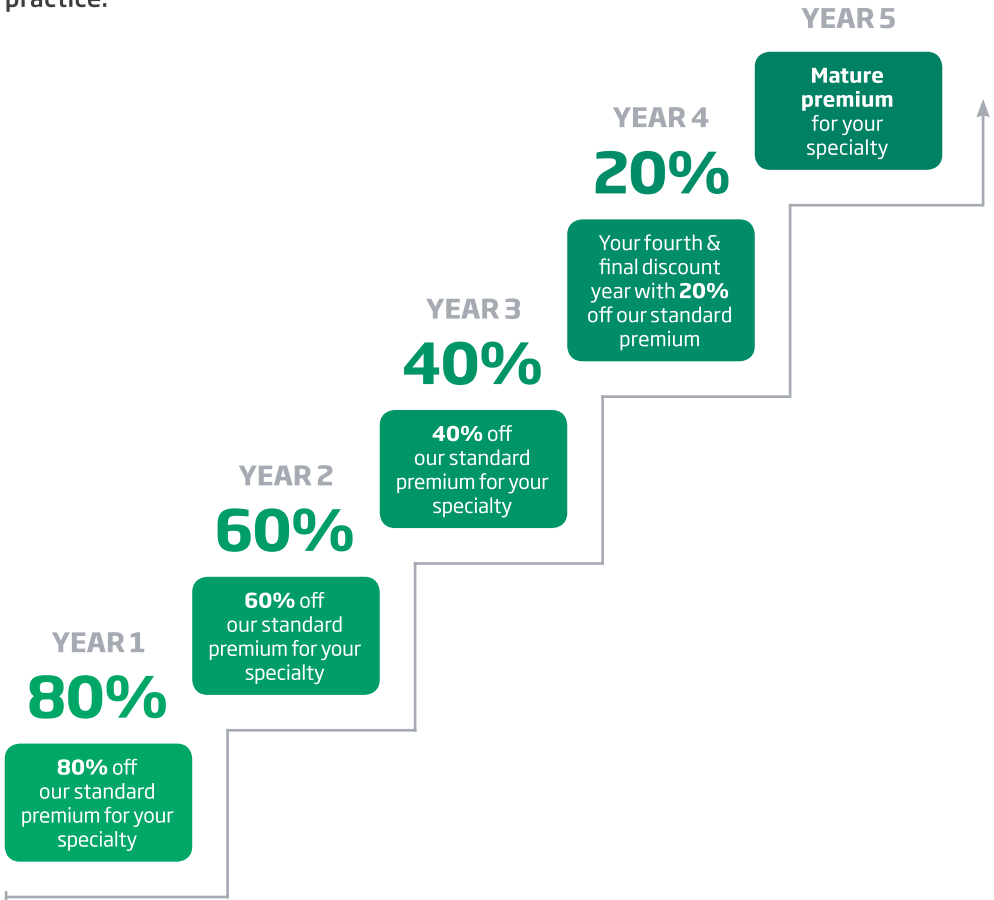 practice.
YEAR 1
80%
80% off
our standard
premium for your
specialty
YEAR 2
60%
60% off
our standard
premium for your
specialty
YEAR 3
40%
40% off
our standard
premium for your
specialty
YEAR 4
20%
Your fourth &
final discount
year with 20%
off our standard
premium
YEAR 5
Mature
premium
for your
specialty